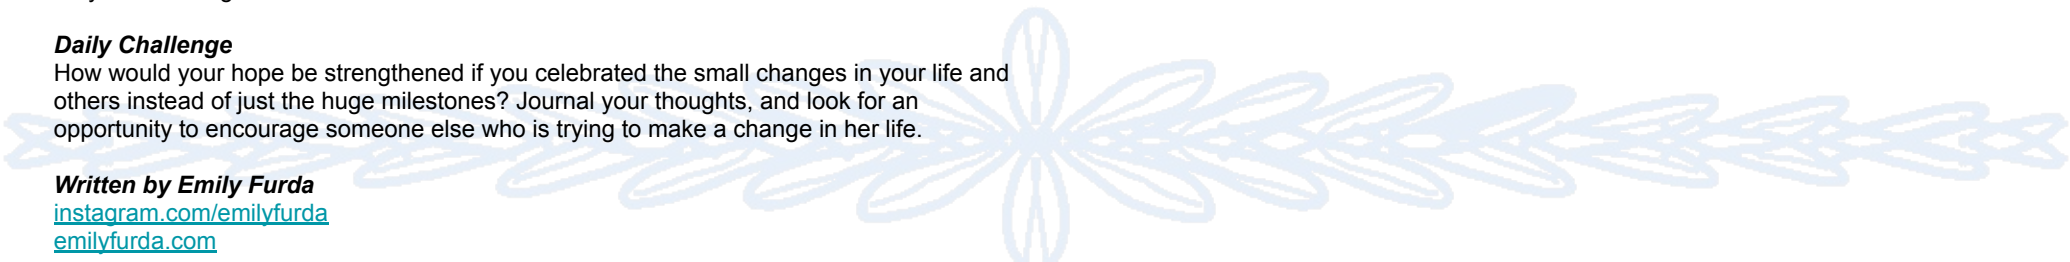 Daily Challenge
How would your hope be strengthened if you celebrated the small changes in your life and
others instead of just the huge milestones? Journal your thoughts, and look for an
opportunity to encourage someone else who is trying to make a change in her life.
Written by Emily Furda
instagram.com/emilyfurda
emilyfurda.com